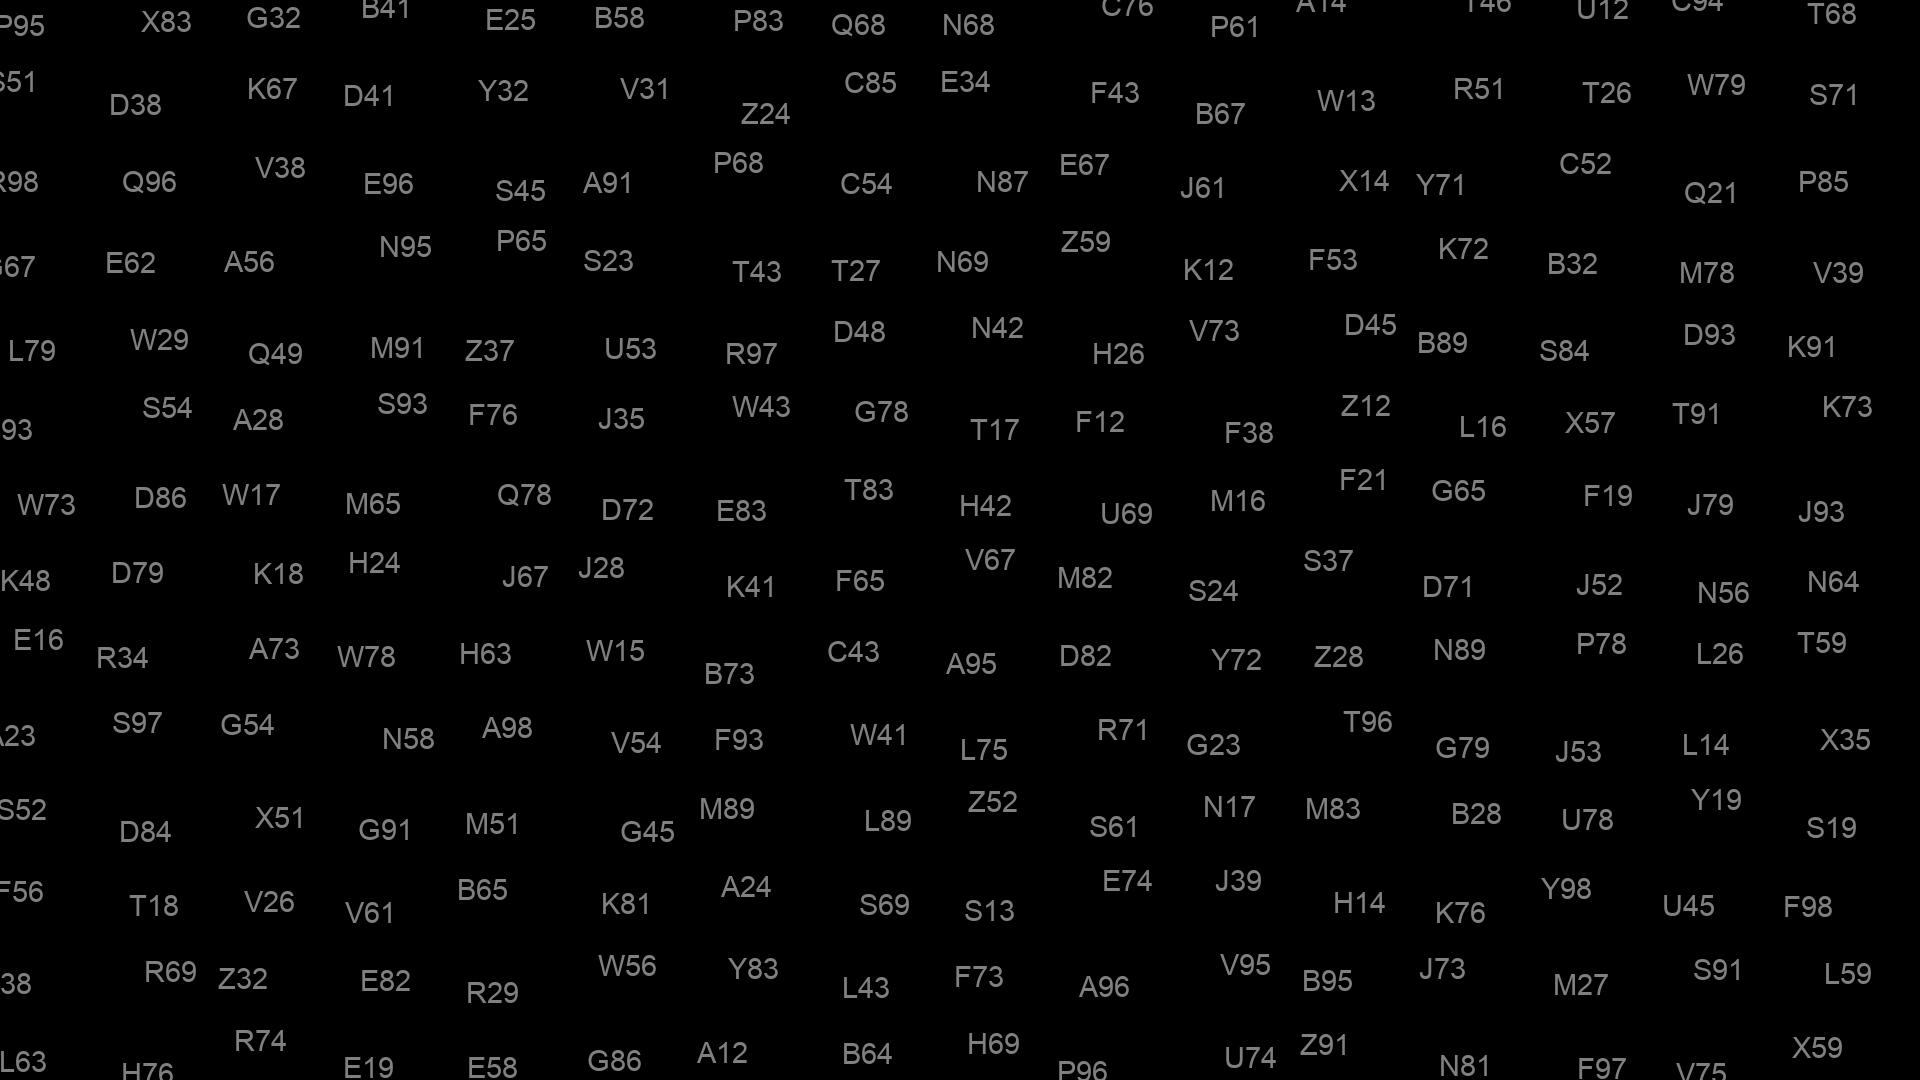 P95 X83 G32 B41 E25 B58 P83 Q68 N68 C76 P61 A14 T46 U12 C94 T68
S51 D38 K67 D41 Y32 V31 Z24 C85 E34 F43 B67 W13 R51 T26 W79 S71
R98 Q96 V38 E96 S45 A91 P68 C54 N87 E67 J61 X14 Y71 C52 Q21 P85
E62 A56 N95 P65 S23 T43 T27 N69 Z59 K12 F53 K72 B32 M78 V39
L79 W29 Q49 M91 Z37 U53 R97 D48 N42 H26 V73 D45 B89 S84 D93 K91
93 S54 A28 S93 F76 J35 W43 G78 T17 F12 F38 Z12 L16 X57 T91 K73
W73 D86 W17 M65 Q78 D72 E83 T83 H42 U69 M16 F21 G65 F19 J79 J93
K48 D79 K18 H24 J67 J28 K41 F65 V67 M82 S24 S37 D71 J52 N56 N64
E16 R34 A73 W78 H63 W15 B73 C43 A95 D82 Y72 Z28 N89 P78 L26 T59
A23 S97 G54 N58 A98 V54 F93 W41 L75 R71 G23 T96 G79 J53 L14 X35
S52 D84 X51 G91 M51 G45 M89 L89 Z52 S61 N17 M83 B28 U78 Y19 S19
F56 T18 V26 V61 B65 K81 A24 S69 S13 E74 J39 H14 K76 Y98 U45 F98
38 R69 Z32 E82 R29 W56 Y83 L43 F73 A96 V95 B95 J73 M27 S91 L59
L63 H76 R74 E19 E58 G86 A12 B64 H69 P96 U74 Z91 N81 F97 V75 X59